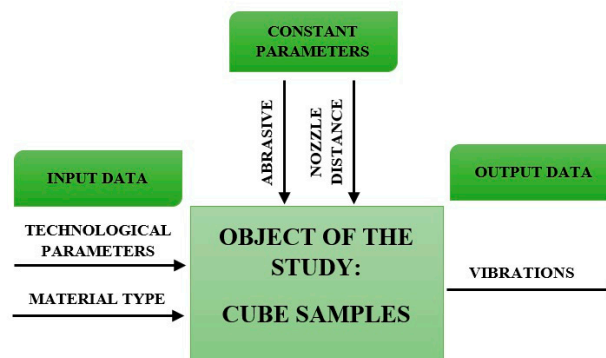 CONSTANT
PARAMETERS
ABRASIVE
NOZZLE
DISTANCE
INPUT DATA
OUTPUT DATA
TECHNOLOGICAL
PARAMETERS
MATERIAL TYPE
OBJECT OF THE
STUDY:
CUBE SAMPLES
VIBRATIONS